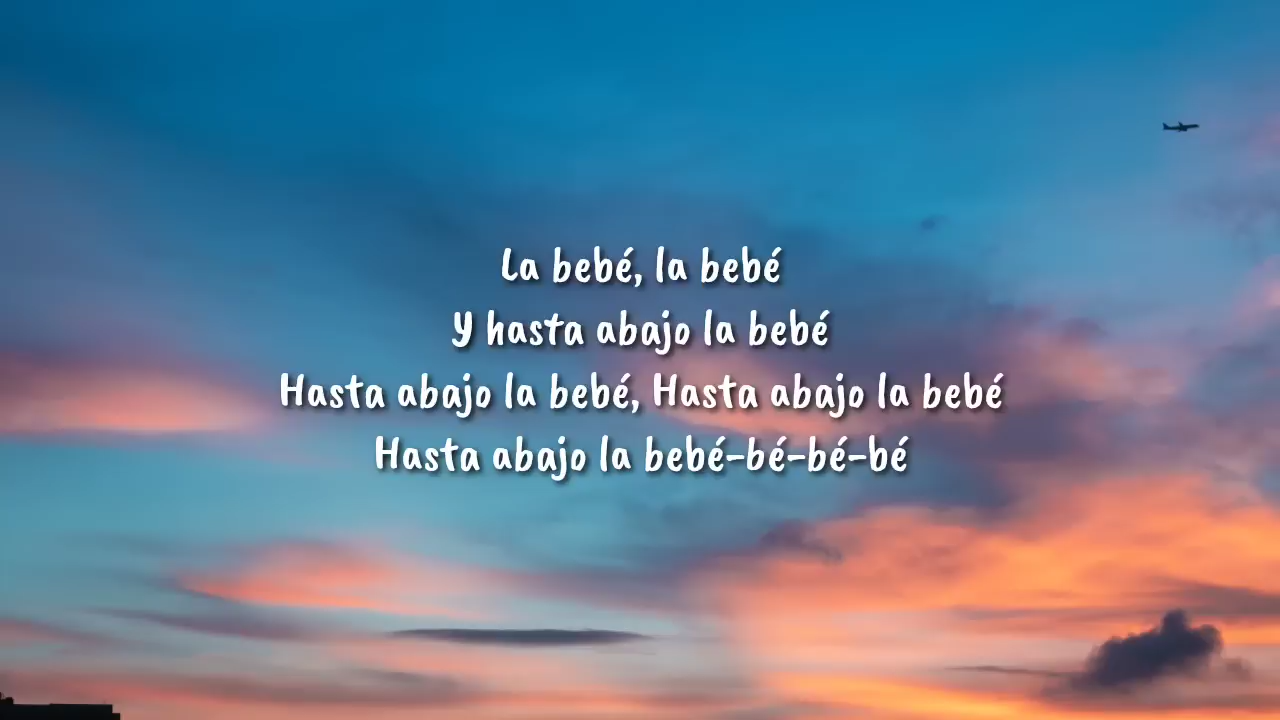 La bebé, la bebé
Y hasta abajo la bebé
Hasta abajo la bebé, Hasta abajo la bebé
Hasta abajo la bebé-bé-bé-bé